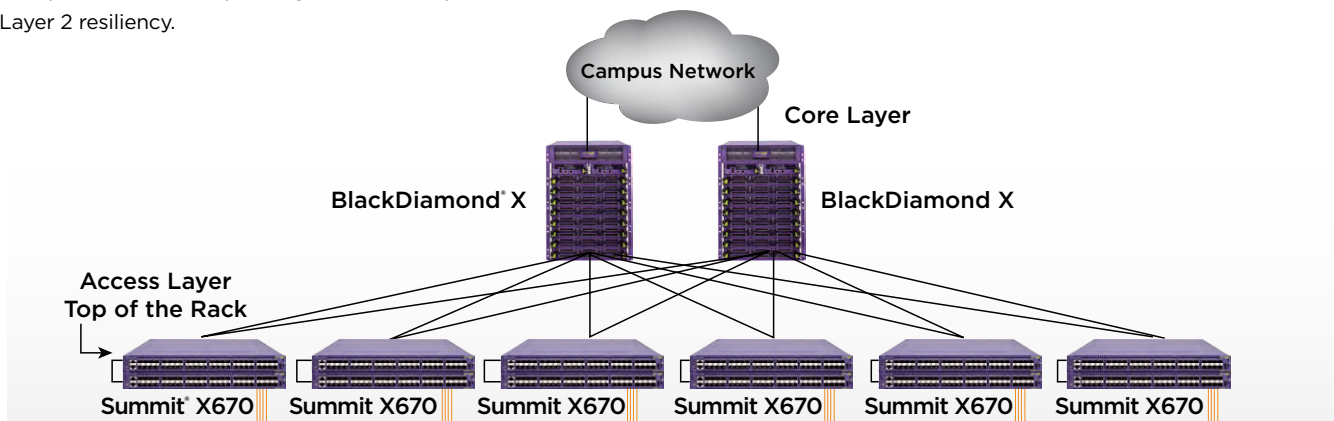 Layer 2 resiliency.
Campus Network
Core Layer
BlackDiamond® X
BlackDiamond X
Access Layer
Top of the Rack
Summit® X670
Summit X670
Summit X670
Summit X670
Summit X670
Summit X670